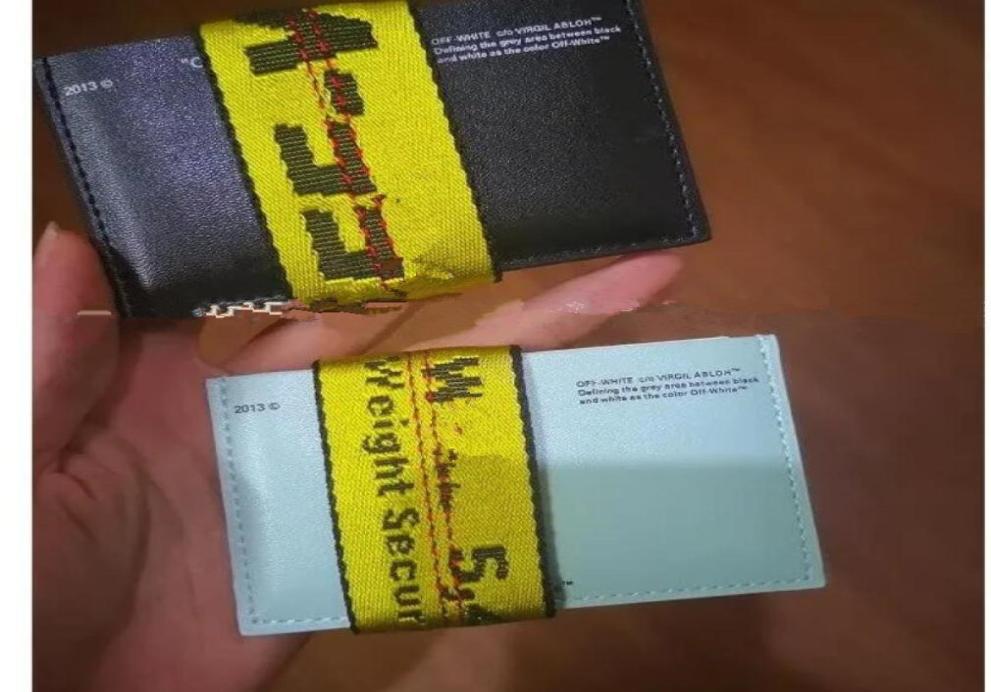 2013 ©
"C
OFF-WHITE c/o VIRGIL ABLOH™
Defining the grey area between black
and white as the color Off-White™
2013 ©
OFF-WHITE c/o VIRGIL ABLOH™
Defining the grey area between black
and white as the color Off-White™
W
Weight Secur
5.
™